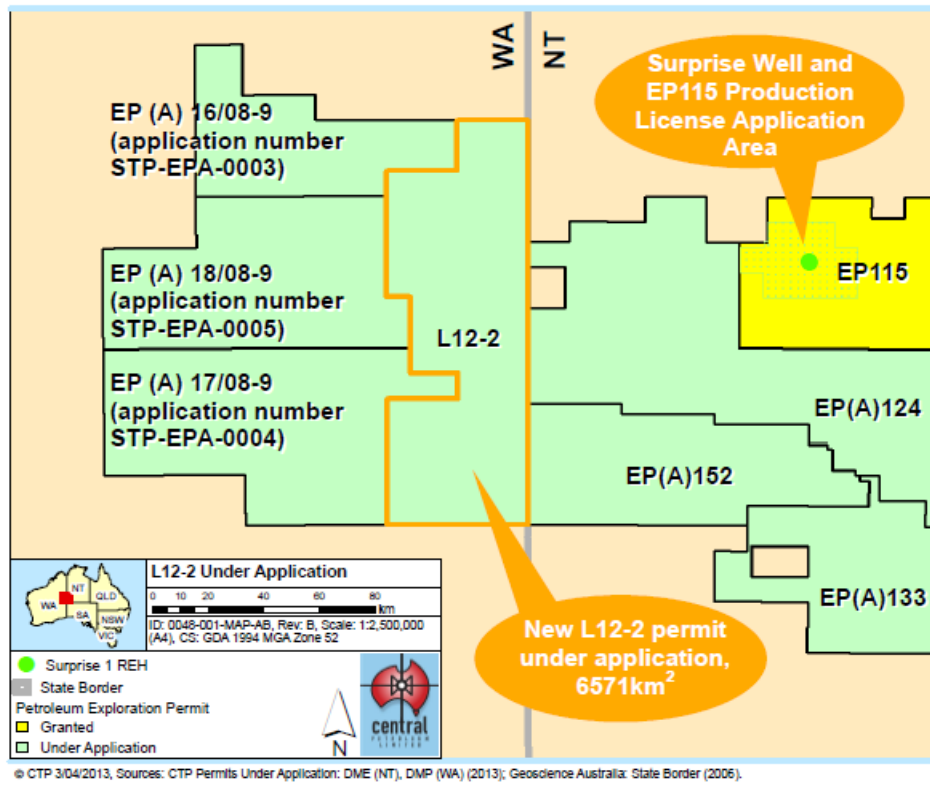 WA
NT
Surprise Well and
EP115 Production
License Application
Area
EP (A) 16/08-9
(application number
STP-EPA-0003)
EP (A) 18/08-9
(application number
STP-EPA-0005)
EP115
L12-2
EP (A) 17/08-9
(application number
STP-EPA-0004)
EP(A)124
EP(A)152
EP(A)133
New L12-2 permit
under application,
6571km²
WA
NT
QLD
SA
NSW
VIC
L12-2 Under Application
0 10 20 40 60 80
km
ID: 0048-001-MAP-AB, Rev: B, Scale: 1:2,500,000
(A4), CS: GDA 1994 MGA Zone 52
Surprise 1 REH
State Border
Petroleum Exploration Permit
Granted
Under Application
N
central
PETROLEUM
LIMITED
© CTP 3/04/2013, Sources: CTP Permits Under Application: DME (NT), DMP (WA) (2013); Geoscience Australia: State Border (2006).